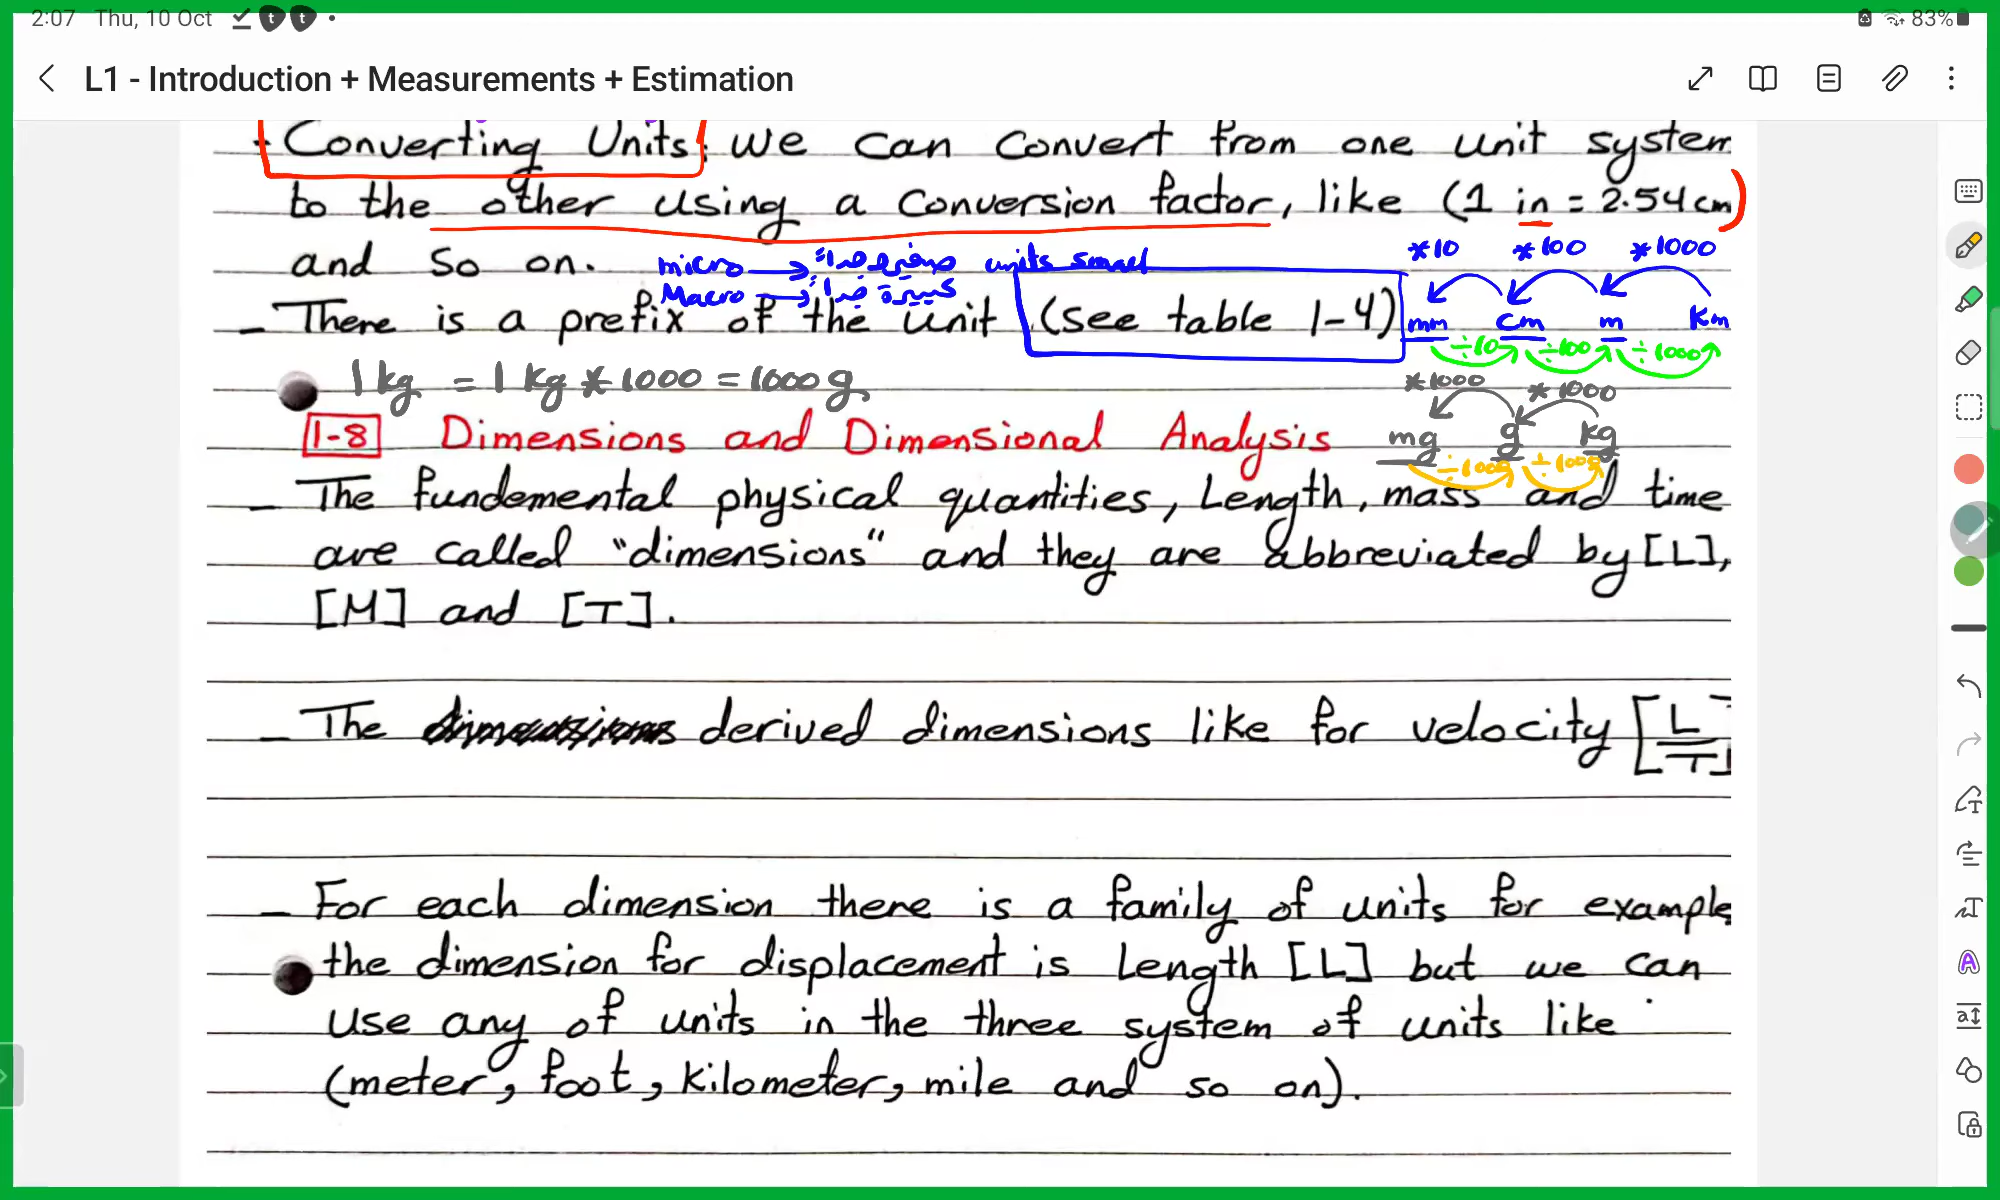 2:07 Thu, 10 Oct
83%
L1 - Introduction + Measurements + Estimation
Converting Units: we can convert from one unit system
to the other using a conversion factor, like (1 in = 2.54 cm)
and so on.
micro → صغيرة جداً units small
Macro → كبيرة جداً
*10 *100 *1000
- There is a prefix of the unit (see table 1-4)
mm cm m Km
÷10 ÷100 ÷1000
1 kg = 1 kg * 1000 = 1000 g
*1000 *1000
1-8 Dimensions and Dimensional Analysis
mg g kg
÷1000 ÷1000
- The fundemental physical quantities, Length, mass and time
are called "dimensions" and they are abbreviated by [L],
[M] and [T].
- The derived dimensions like for velocity [L/T]
- For each dimension there is a family of units for example
the dimension for displacement is Length [L] but we can
use any of units in the three system of units like
(meter, foot, kilometer, mile and so on).